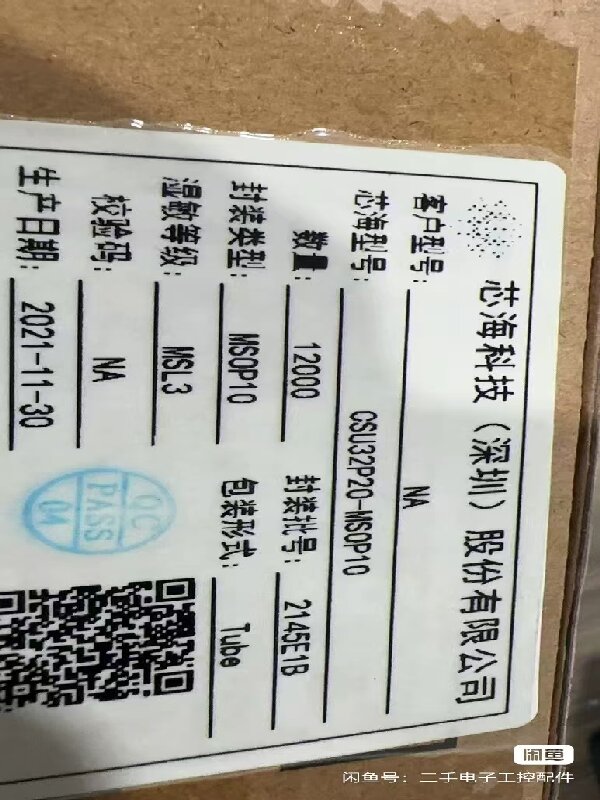 芯海科技（深圳）股份有限公司
客户型号: NA
芯海型号: CSU32P20-MSOP10
数量: 12000 封装批号: 2145E1B
封装类型: MSOP10 包装形式: Tube
湿敏等级: MSL3
校验码: NA
生产日期: 2021-11-30
QC
PASS
04
闲鱼
闲鱼号：二手电子工控配件